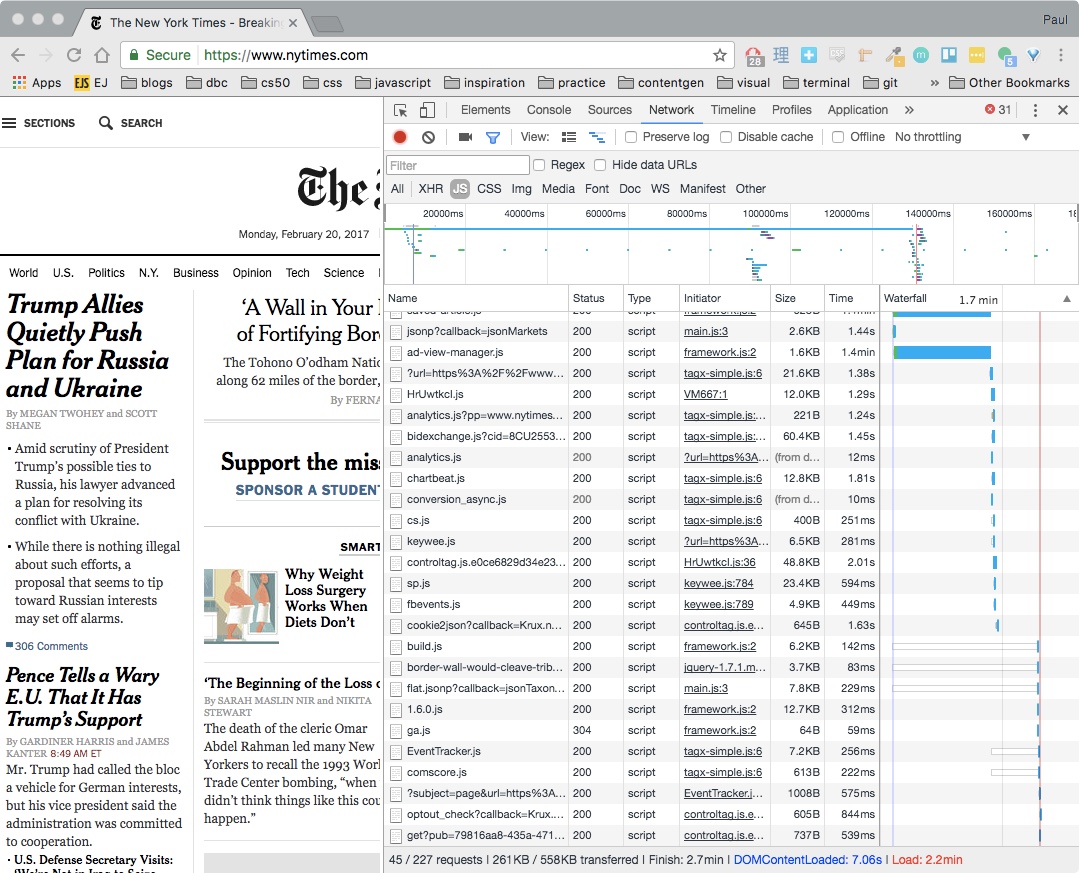 The New York Times - Breaking
Paul
Secure https://www.nytimes.com
28
5
Apps EJS EJ blogs dbc cs50 css javascript inspiration practice contentgen visual terminal git » Other Bookmarks
SECTIONS SEARCH
The
Monday, February 20, 2017
World U.S. Politics N.Y. Business Opinion Tech Science
Trump Allies
Quietly Push
Plan for Russia
and Ukraine
By MEGAN TWOHEY and SCOTT
SHANE
• Amid scrutiny of President
Trump’s possible ties to
Russia, his lawyer advanced
a plan for resolving its
conflict with Ukraine.
• While there is nothing illegal
about such efforts, a
proposal that seems to tip
toward Russian interests
may set off alarms.
306 Comments
Pence Tells a Wary
E.U. That It Has
Trump’s Support
By GARDINER HARRIS and JAMES
KANTER 8:49 AM ET
Mr. Trump had called the bloc
a vehicle for German interests,
but his vice president said the
administration was committed
to cooperation.
• U.S. Defense Secretary Visits:
‘A Wall in Your
of Fortifying Bor
The Tohono O’odham Natio
along 62 miles of the border,
By FERNA
Support the miss
SPONSOR A STUDENT
SMART
Why Weight
Loss Surgery
Works When
Diets Don’t
‘The Beginning of the Loss o
By SARAH MASLIN NIR and NIKITA
STEWART
The death of the cleric Omar
Abdel Rahman led many New
Yorkers to recall the 1993 Worl
Trade Center bombing, “when
didn’t think things like this cou
happen.”
Elements Console Sources Network Timeline Profiles Application » 31
View: Preserve log Disable cache Offline No throttling
Filter Regex Hide data URLs
All XHR JS CSS Img Media Font Doc WS Manifest Other
20000ms 40000ms 60000ms 80000ms 100000ms 120000ms 140000ms 160000ms 18
Name Status Type Initiator Size Time Waterfall 1.7 min
jsonp?callback=jsonMarkets 200 script main.js:3 2.6KB 1.44s
ad-view-manager.js 200 script framework.js:2 1.6KB 1.4min
?url=https%3A%2F%2Fwww... 200 script tagx-simple.js:6 21.6KB 1.38s
HrUwtkcl.js 200 script VM667:1 12.0KB 1.29s
analytics.js?pp=www.nytimes... 200 script tagx-simple.js:... 221B 1.24s
bidexchange.js?cid=8CU2553... 200 script tagx-simple.js:... 60.4KB 1.45s
analytics.js 200 script ?url=https%3A... (from d... 12ms
chartbeat.js 200 script tagx-simple.js:6 12.8KB 1.81s
conversion_async.js 200 script tagx-simple.js:6 (from d... 10ms
cs.js 200 script tagx-simple.js:6 400B 251ms
keywee.js 200 script ?url=https%3A... 6.5KB 281ms
controltag.js.e0ce6829d34e23... 200 script HrUwtkcl.js:36 48.8KB 2.01s
sp.js 200 script keywee.js:784 23.4KB 594ms
fbevents.js 200 script keywee.js:789 4.9KB 449ms
cookie2json?callback=Krux.n... 200 script controltag.js.e... 645B 1.63s
build.js 200 script framework.js:2 6.2KB 142ms
border-wall-would-cleave-trib... 200 script jquery-1.7.1.m... 3.7KB 83ms
flat.jsonp?callback=jsonTaxon... 200 script main.js:3 7.8KB 229ms
1.6.0.js 200 script framework.js:2 12.7KB 312ms
ga.js 304 script framework.js:2 64B 59ms
EventTracker.js 200 script tagx-simple.js:6 7.2KB 256ms
comscore.js 200 script tagx-simple.js:6 613B 222ms
?subject=page&url=https%3A... 200 script EventTracker.j... 1008B 575ms
optout_check?callback=Krux.... 200 script controltag.js.e... 605B 844ms
get?pub=79816aa8-435a-471... 200 script controltag.js.e... 737B 539ms
45 / 227 requests | 261KB / 558KB transferred | Finish: 2.7min | DOMContentLoaded: 7.06s | Load: 2.2min